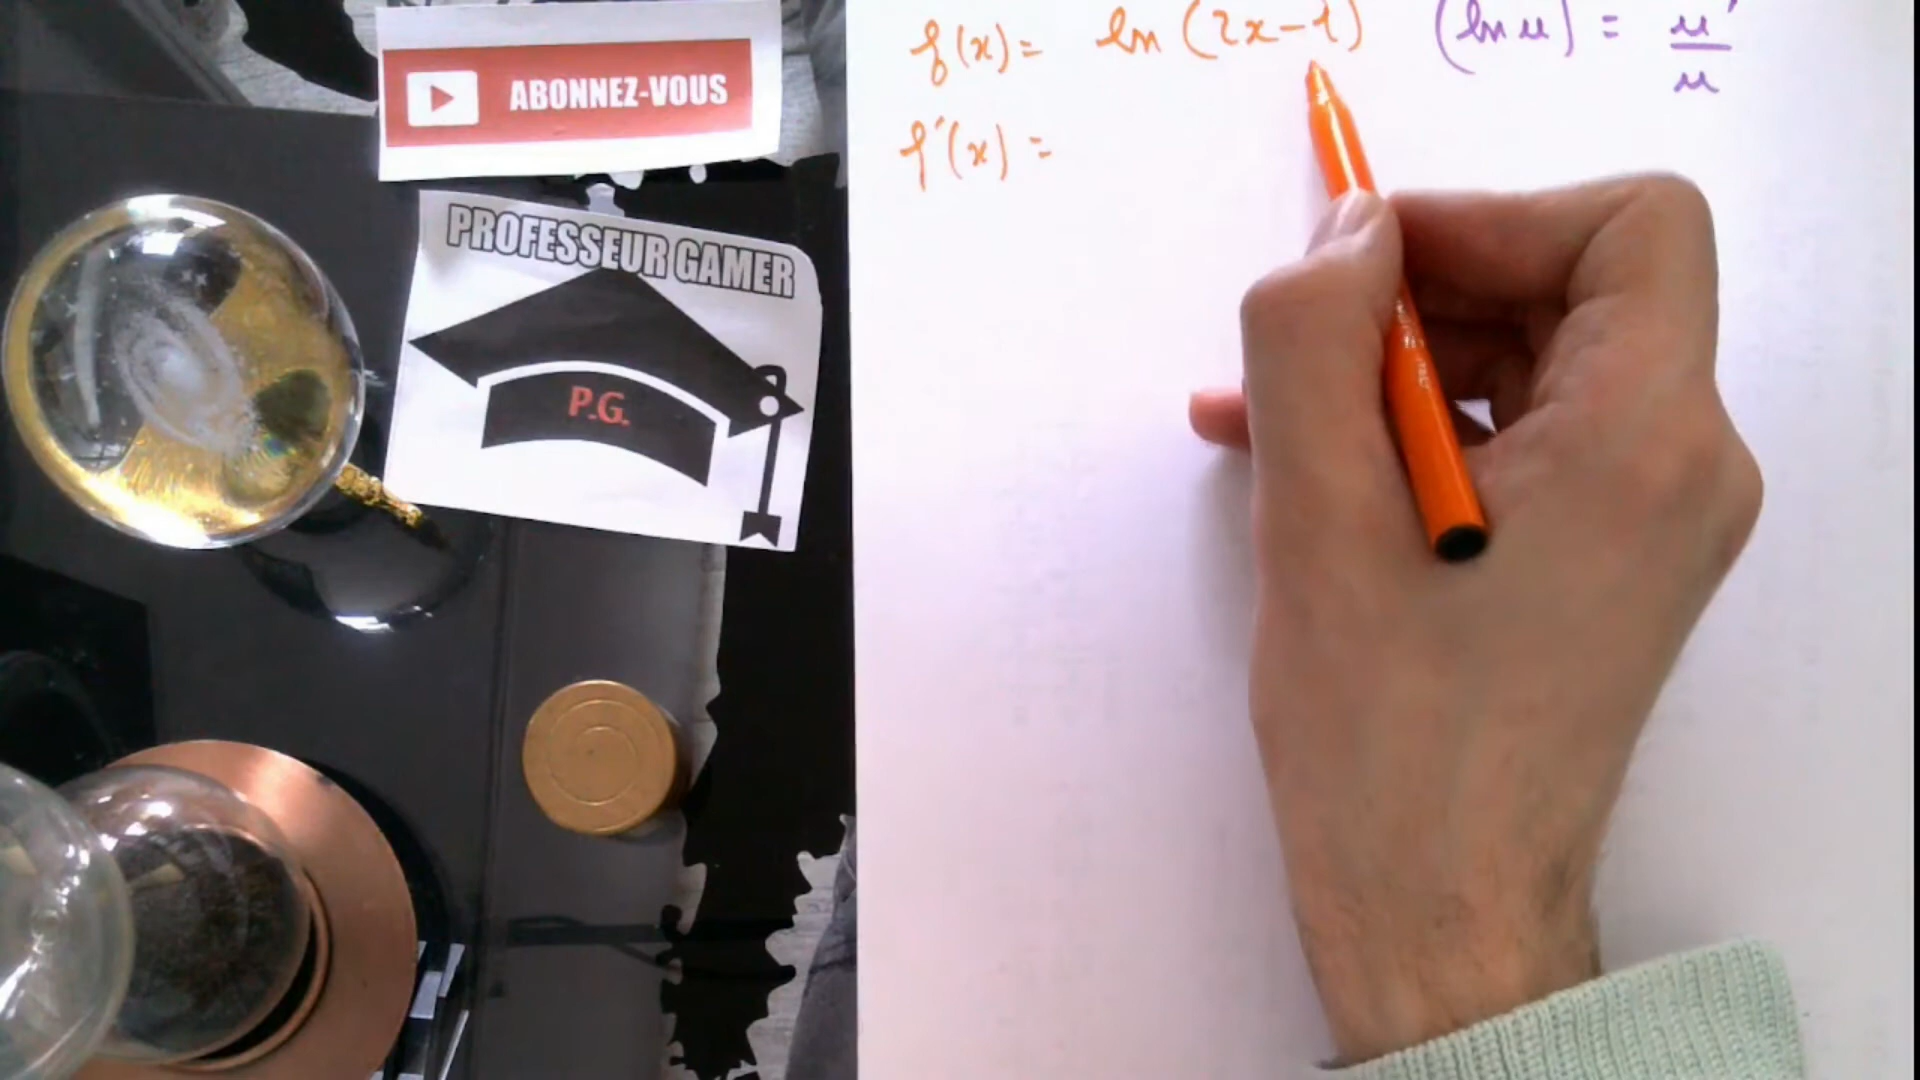 ABONNEZ-VOUS
PROFESSEUR GAMER
P.G.
f(x) = ln (2x-1) (ln u) = u'/u
f'(x) =